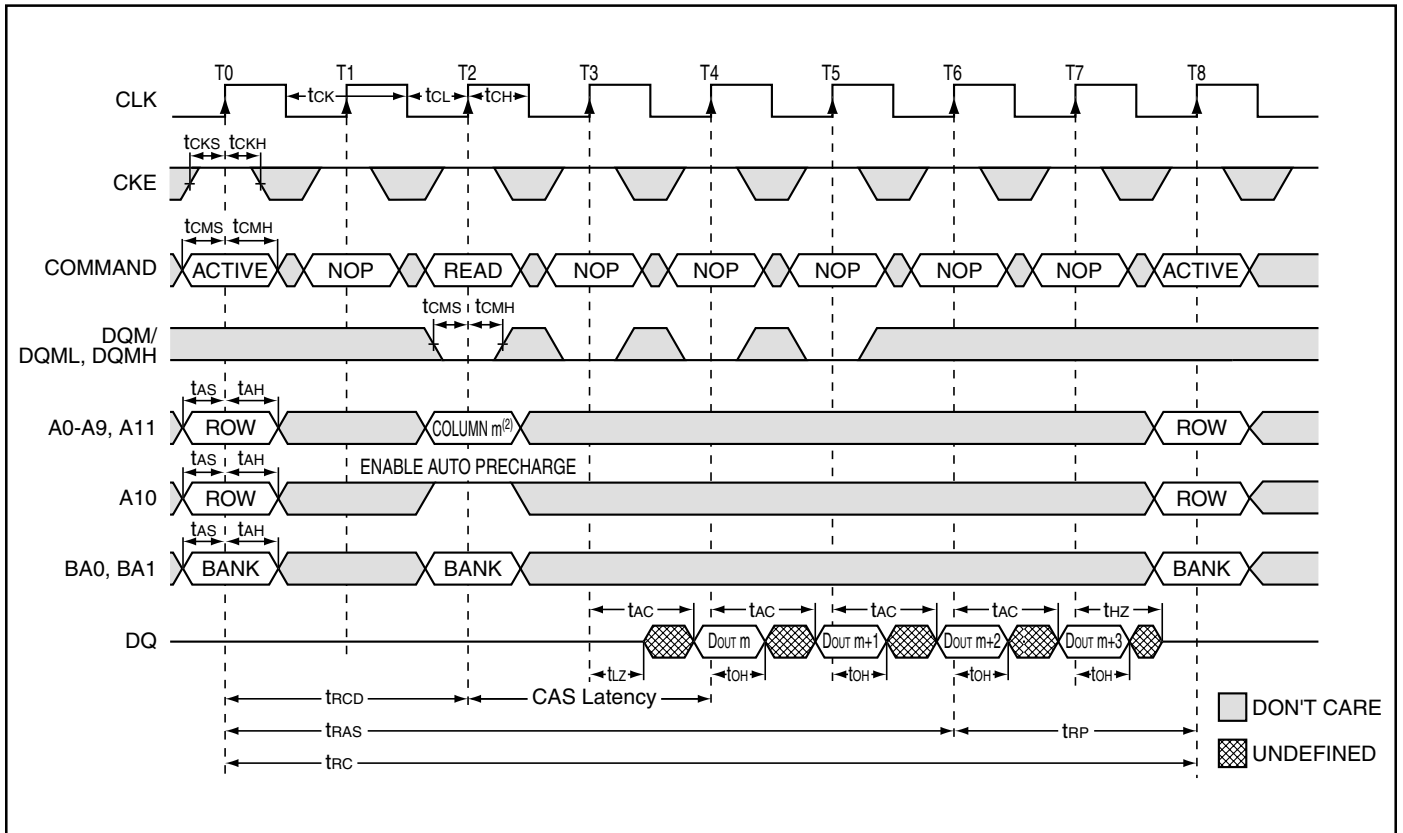 T0 T1 T2 T3 T4 T5 T6 T7 T8
CLK tCK tCL tCH
tCKS tCKH
CKE
tCMS tCMH
COMMAND ACTIVE NOP READ NOP NOP NOP NOP NOP ACTIVE
tCMS tCMH
DQM/
DQML, DQMH
tAS tAH
A0-A9, A11 ROW COLUMN m(2) ROW
tAS tAH ENABLE AUTO PRECHARGE
A10 ROW ROW
tAS tAH
BA0, BA1 BANK BANK BANK
tAC tAC tAC tAC tHZ
DQ DOUT m DOUT m+1 DOUT m+2 DOUT m+3
tLZ tOH tOH tOH tOH
tRCD CAS Latency
DON'T CARE
tRAS tRP
UNDEFINED
tRC